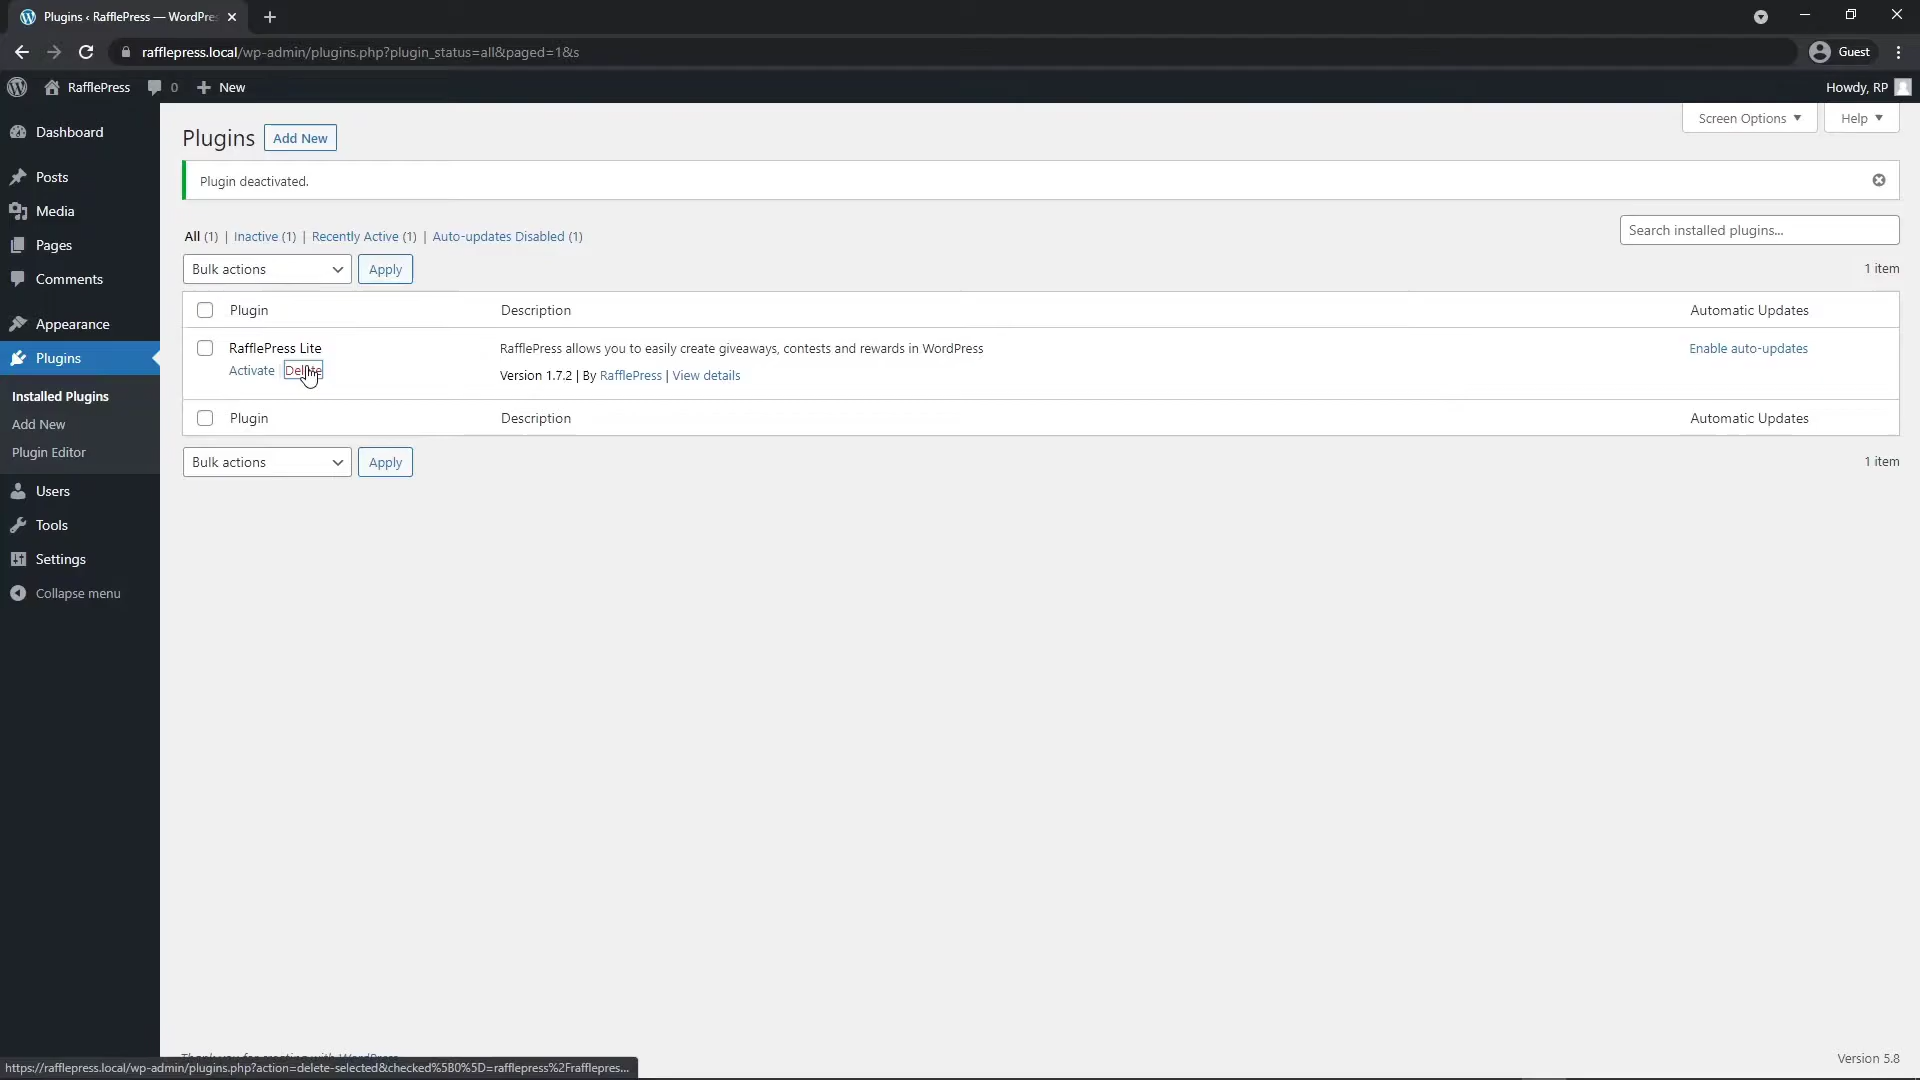 Plugins ‹ RafflePress — WordPre
rafflepress.local/wp-admin/plugins.php?plugin_status=all&paged=1&s
Guest
RafflePress 0 New
Howdy, RP
Dashboard
Posts
Media
Pages
Comments
Appearance
Plugins
Installed Plugins
Add New
Plugin Editor
Users
Tools
Settings
Collapse menu
Screen Options
Help
Plugins Add New
Plugin deactivated.
All (1) | Inactive (1) | Recently Active (1) | Auto-updates Disabled (1)
Search installed plugins...
Bulk actions Apply
1 item
Plugin Description Automatic Updates
RafflePress Lite RafflePress allows you to easily create giveaways, contests and rewards in WordPress Enable auto-updates
Activate Delete
Version 1.7.2 | By RafflePress | View details
Plugin Description Automatic Updates
Bulk actions Apply
1 item
Thank you for creating with WordPress.
Version 5.8
https://rafflepress.local/wp-admin/plugins.php?action=delete-selected&checked%5B0%5D=rafflepress%2Frafflepres...